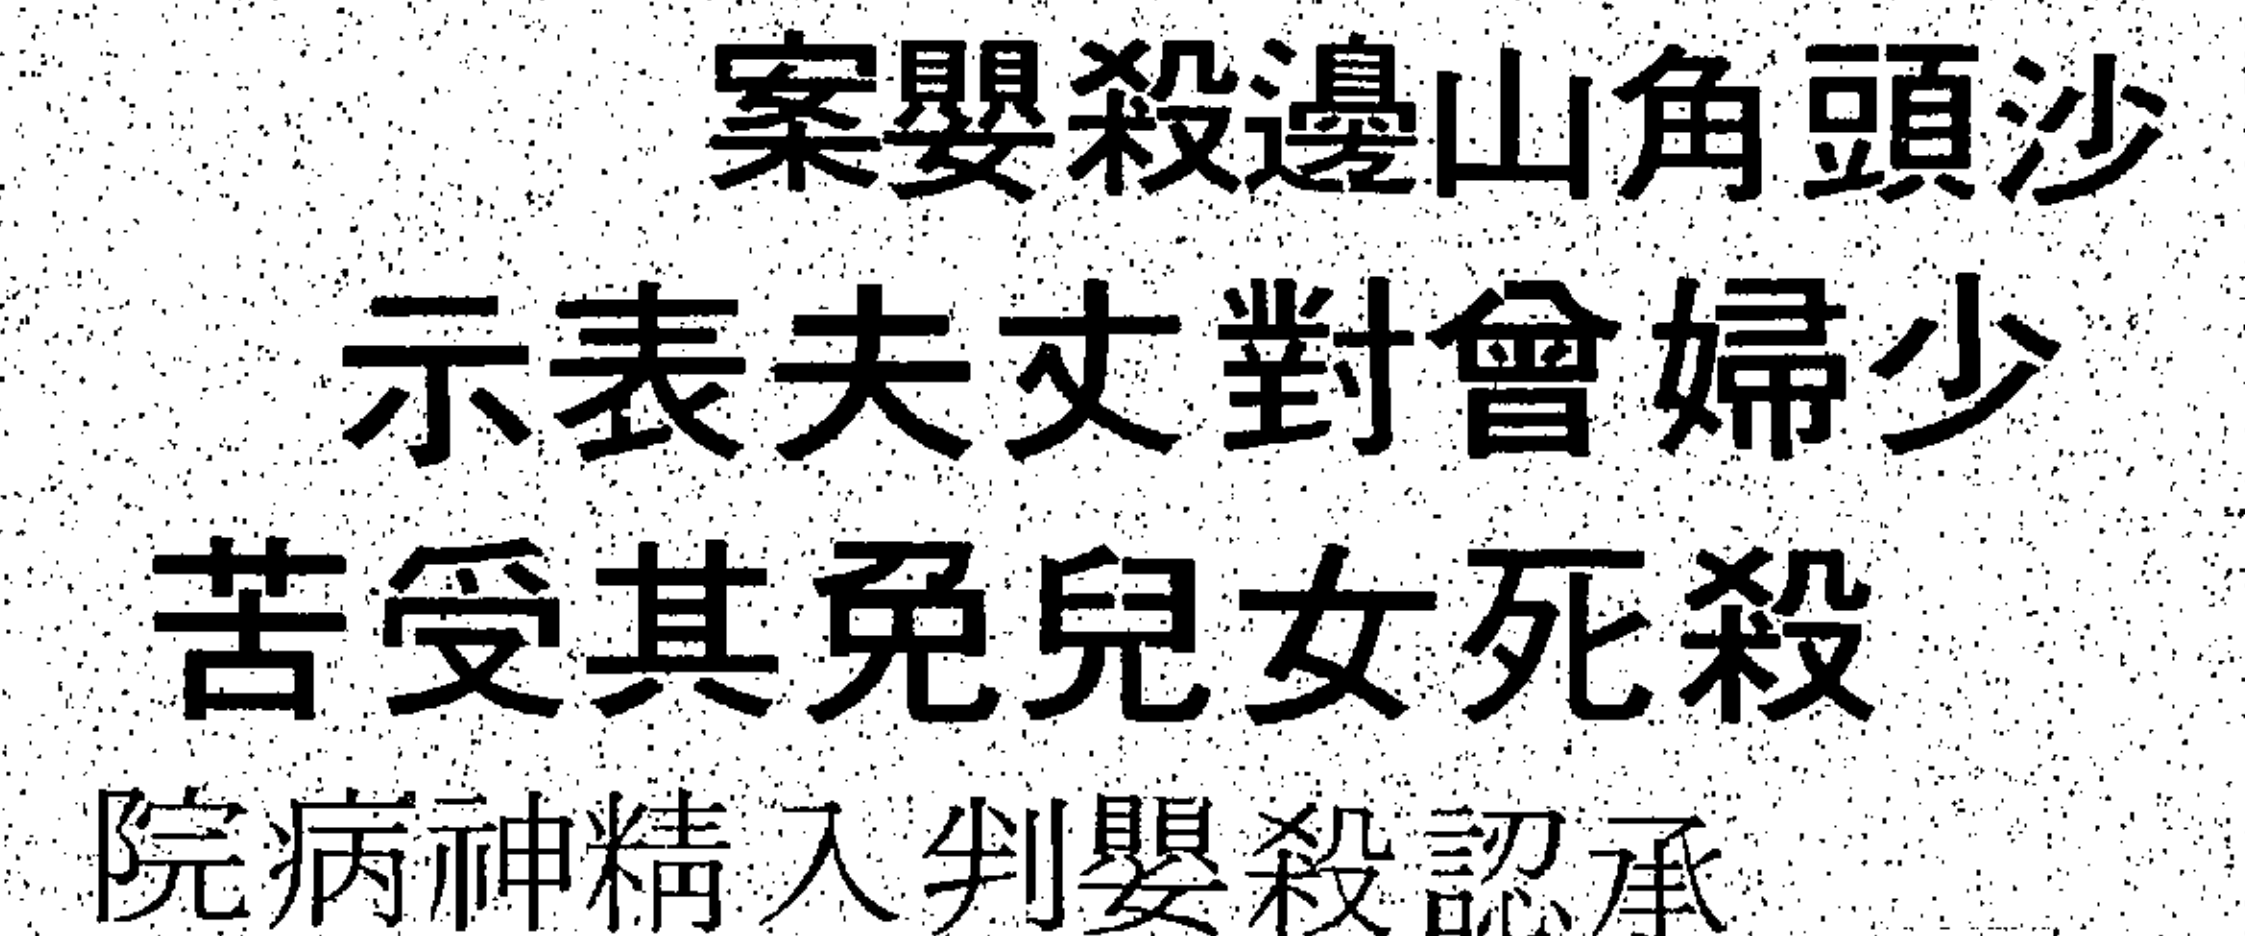 沙頭角山邊殺嬰案
少婦曾對丈夫表示
殺死女兒免其受苦
承認殺嬰判入精神病院